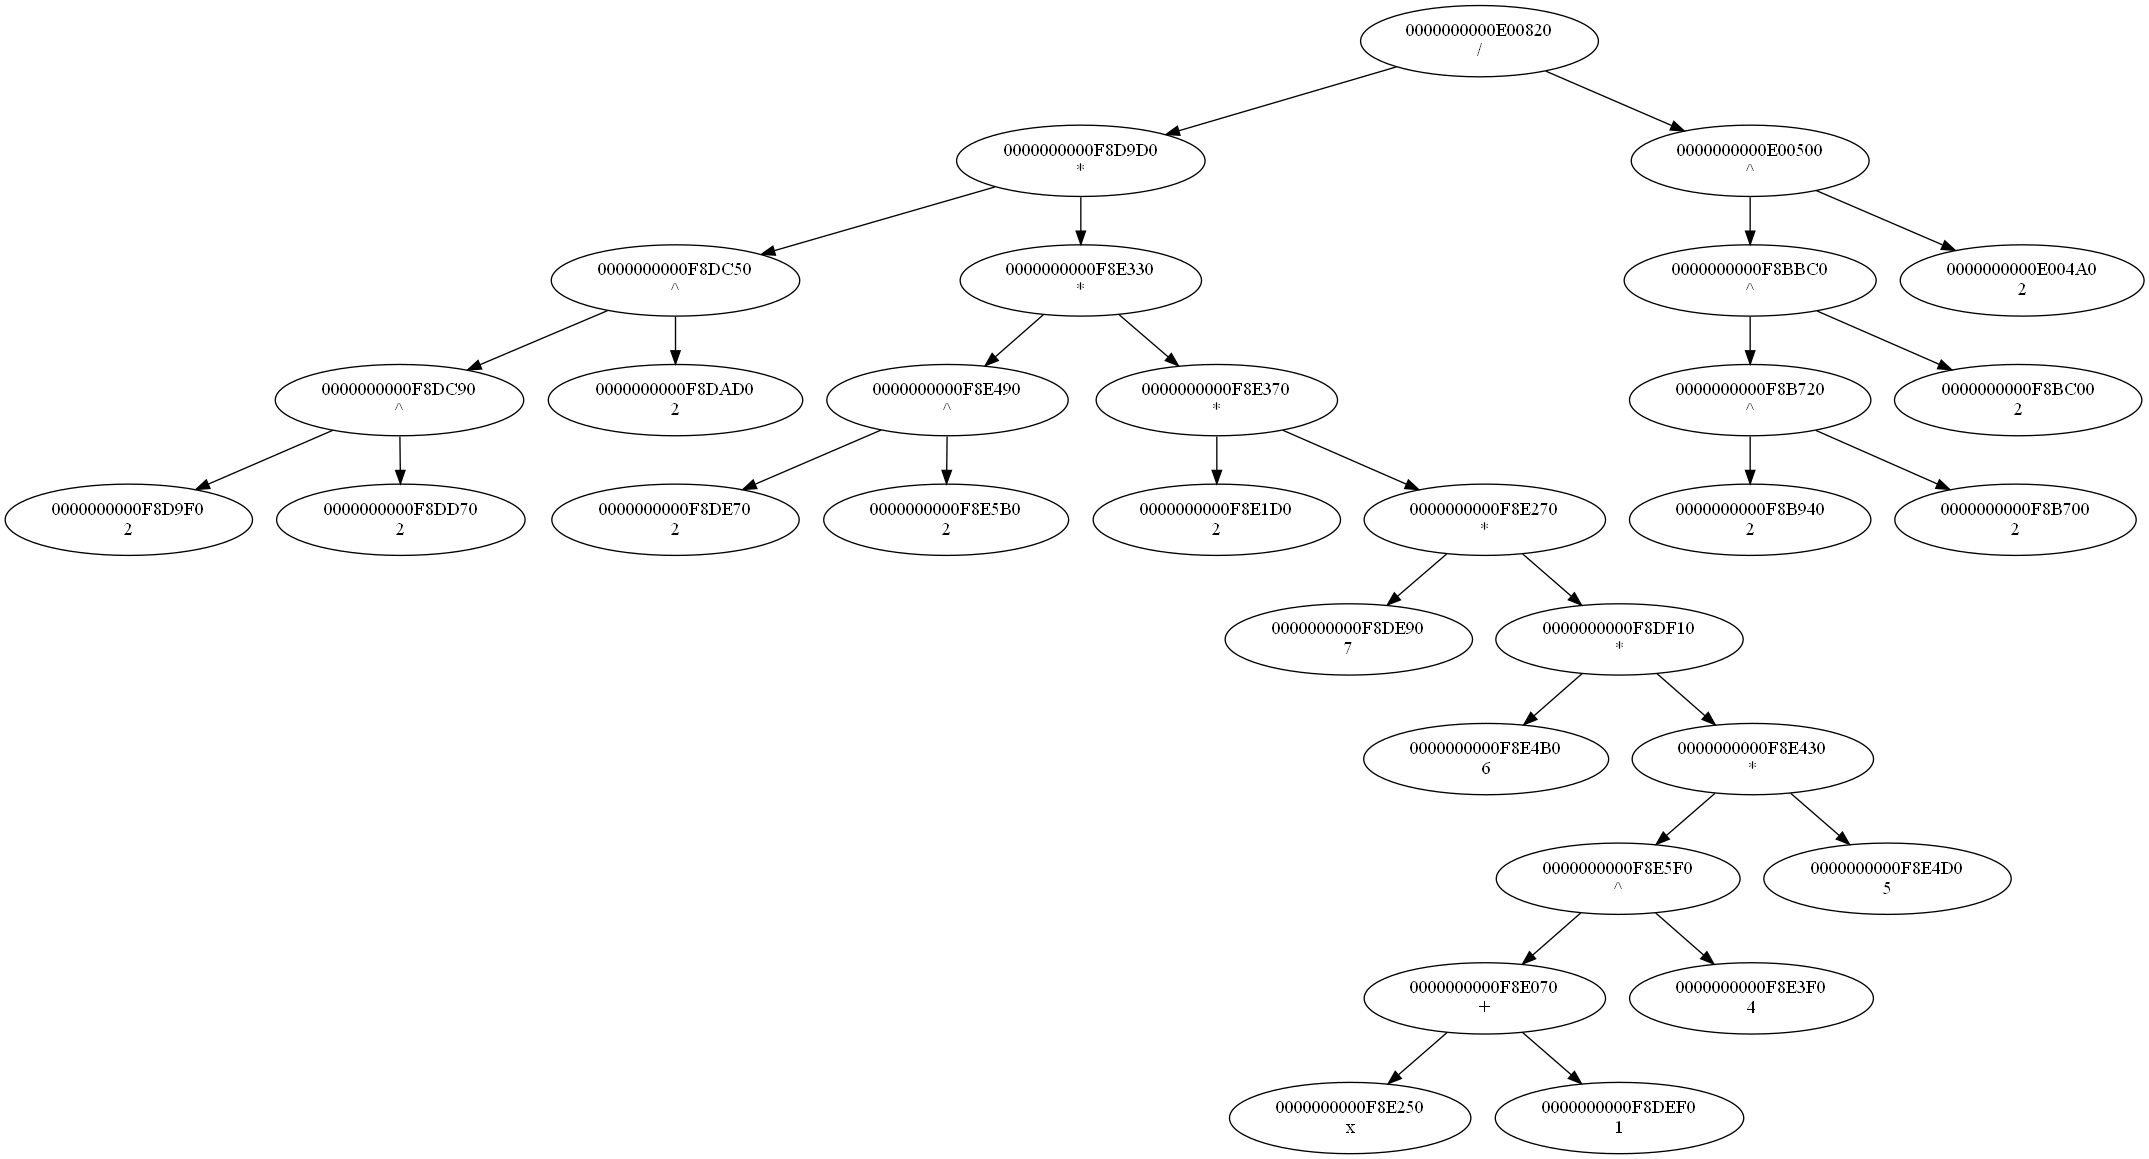 0000000000E00820
/
0000000000F8D9D0
*
0000000000E00500
^
0000000000F8DC50
^
0000000000F8E330
*
0000000000F8BBC0
^
0000000000E004A0
2
0000000000F8DC90
^
0000000000F8DAD0
2
0000000000F8E490
^
0000000000F8E370
*
0000000000F8B720
^
0000000000F8BC00
2
0000000000F8D9F0
2
0000000000F8DD70
2
0000000000F8DE70
2
0000000000F8E5B0
2
0000000000F8E1D0
2
0000000000F8E270
*
0000000000F8B940
2
0000000000F8B700
2
0000000000F8DE90
7
0000000000F8DF10
*
0000000000F8E4B0
6
0000000000F8E430
*
0000000000F8E5F0
^
0000000000F8E4D0
5
0000000000F8E070
+
0000000000F8E3F0
4
0000000000F8E250
x
0000000000F8DEF0
1